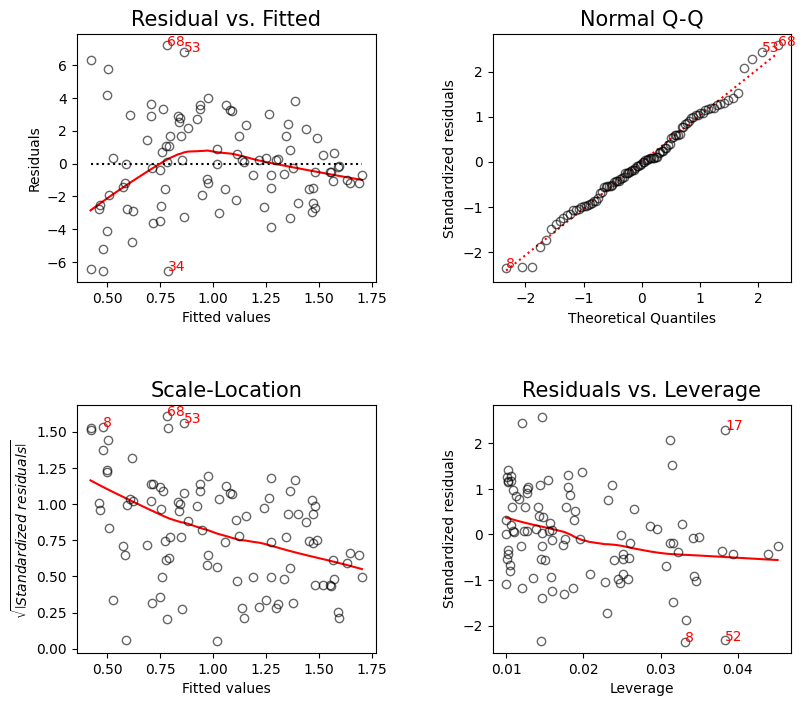 Residual vs. Fitted
Residuals
6
4
2
0
−2
−4
−6
68
53
34
0.50 0.75 1.00 1.25 1.50 1.75
Fitted values
Normal Q-Q
Standardized residuals
2
1
0
−1
−2
53
68
8
−2 −1 0 1 2
Theoretical Quantiles
Scale-Location
√|Standardized residuals|
1.50
1.25
1.00
0.75
0.50
0.25
0.00
8
68
53
0.50 0.75 1.00 1.25 1.50 1.75
Fitted values
Residuals vs. Leverage
Standardized residuals
2
1
0
−1
−2
17
8
52
0.01 0.02 0.03 0.04
Leverage